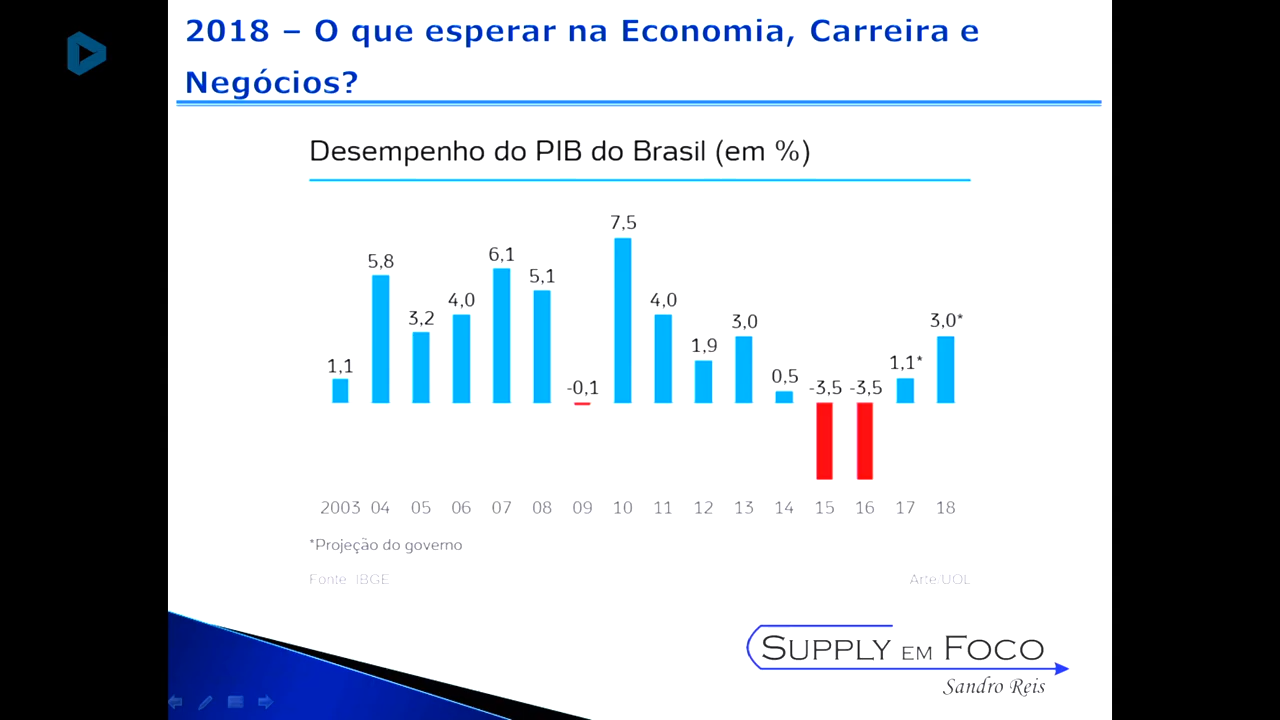 2018 – O que esperar na Economia, Carreira e
Negócios?
Desempenho do PIB do Brasil (em %)
1,1
5,8
3,2
4,0
6,1
5,1
-0,1
7,5
4,0
1,9
3,0
0,5
-3,5
-3,5
1,1*
3,0*
2003 04 05 06 07 08 09 10 11 12 13 14 15 16 17 18
*Projeção do governo
Fonte: IBGE
Arte/UOL
SUPPLY EM FOCO
Sandro Reis